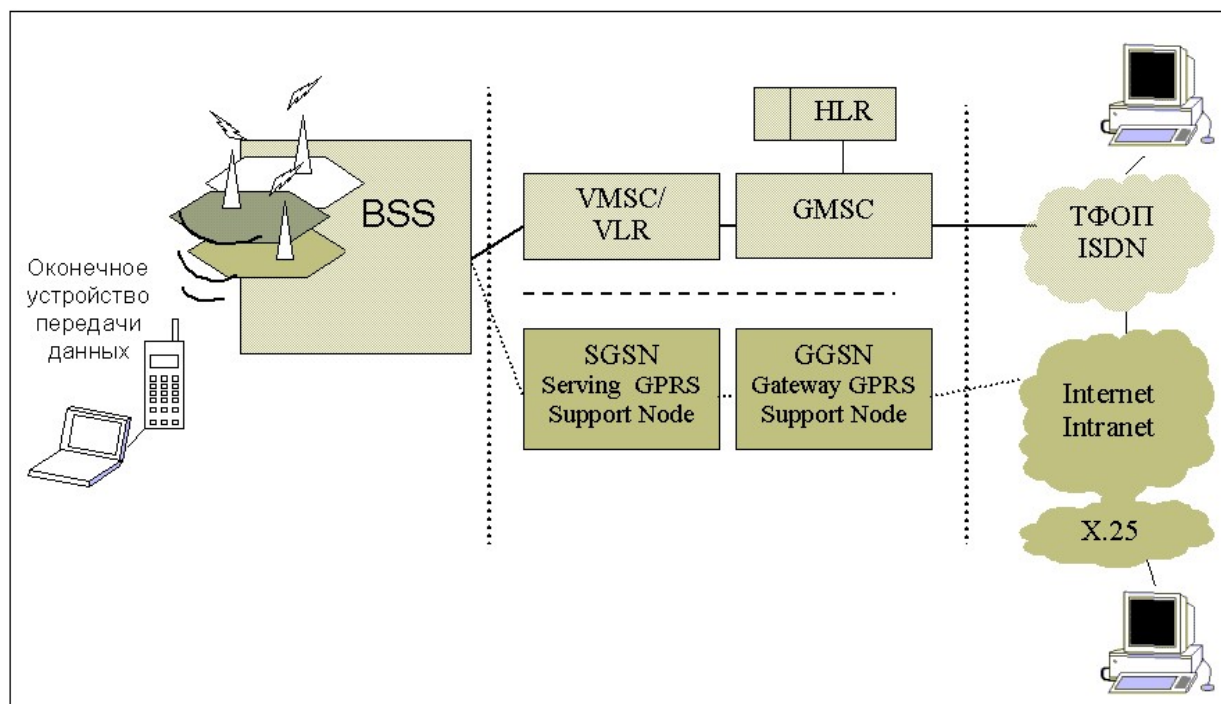 HLR
BSS
VMSC/
VLR
GMSC
ТФОП
ISDN
Оконечное
устройство
передачи
данных
SGSN
Serving GPRS
Support Node
GGSN
Gateway GPRS
Support Node
Internet
Intranet
X.25